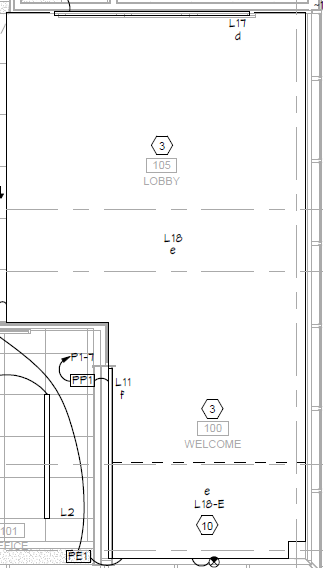 L17
d
3
105
LOBBY
L18
e
P1-7
PP1
L11
f
3
100
WELCOME
e
L18-E
10
L2
101
PE1